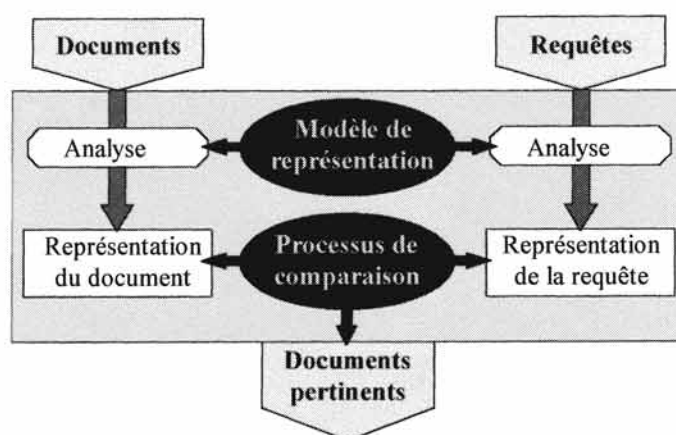 Documents
Requêtes
Modèle de
représentation
Analyse
Analyse
Représentation
du document
Processus de
comparaison
Représentation
de la requête
Documents
pertinents